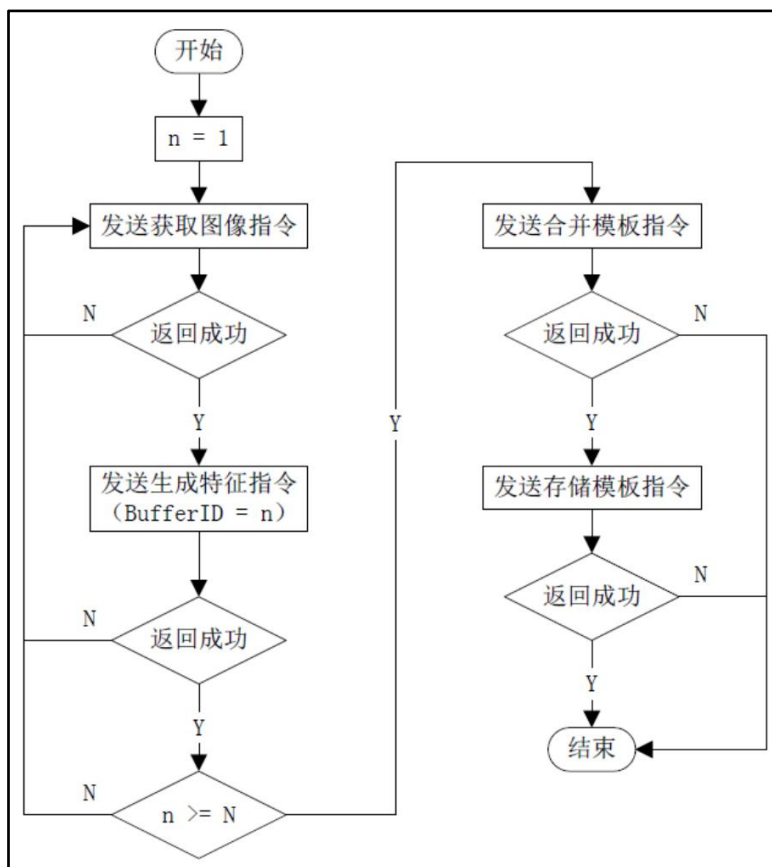 开始
n = 1
发送获取图像指令
N
返回成功
Y
发送生成特征指令
（BufferID = n）
N
返回成功
Y
N
n >= N
Y
发送合并模板指令
N
返回成功
Y
发送存储模板指令
N
返回成功
Y
结束